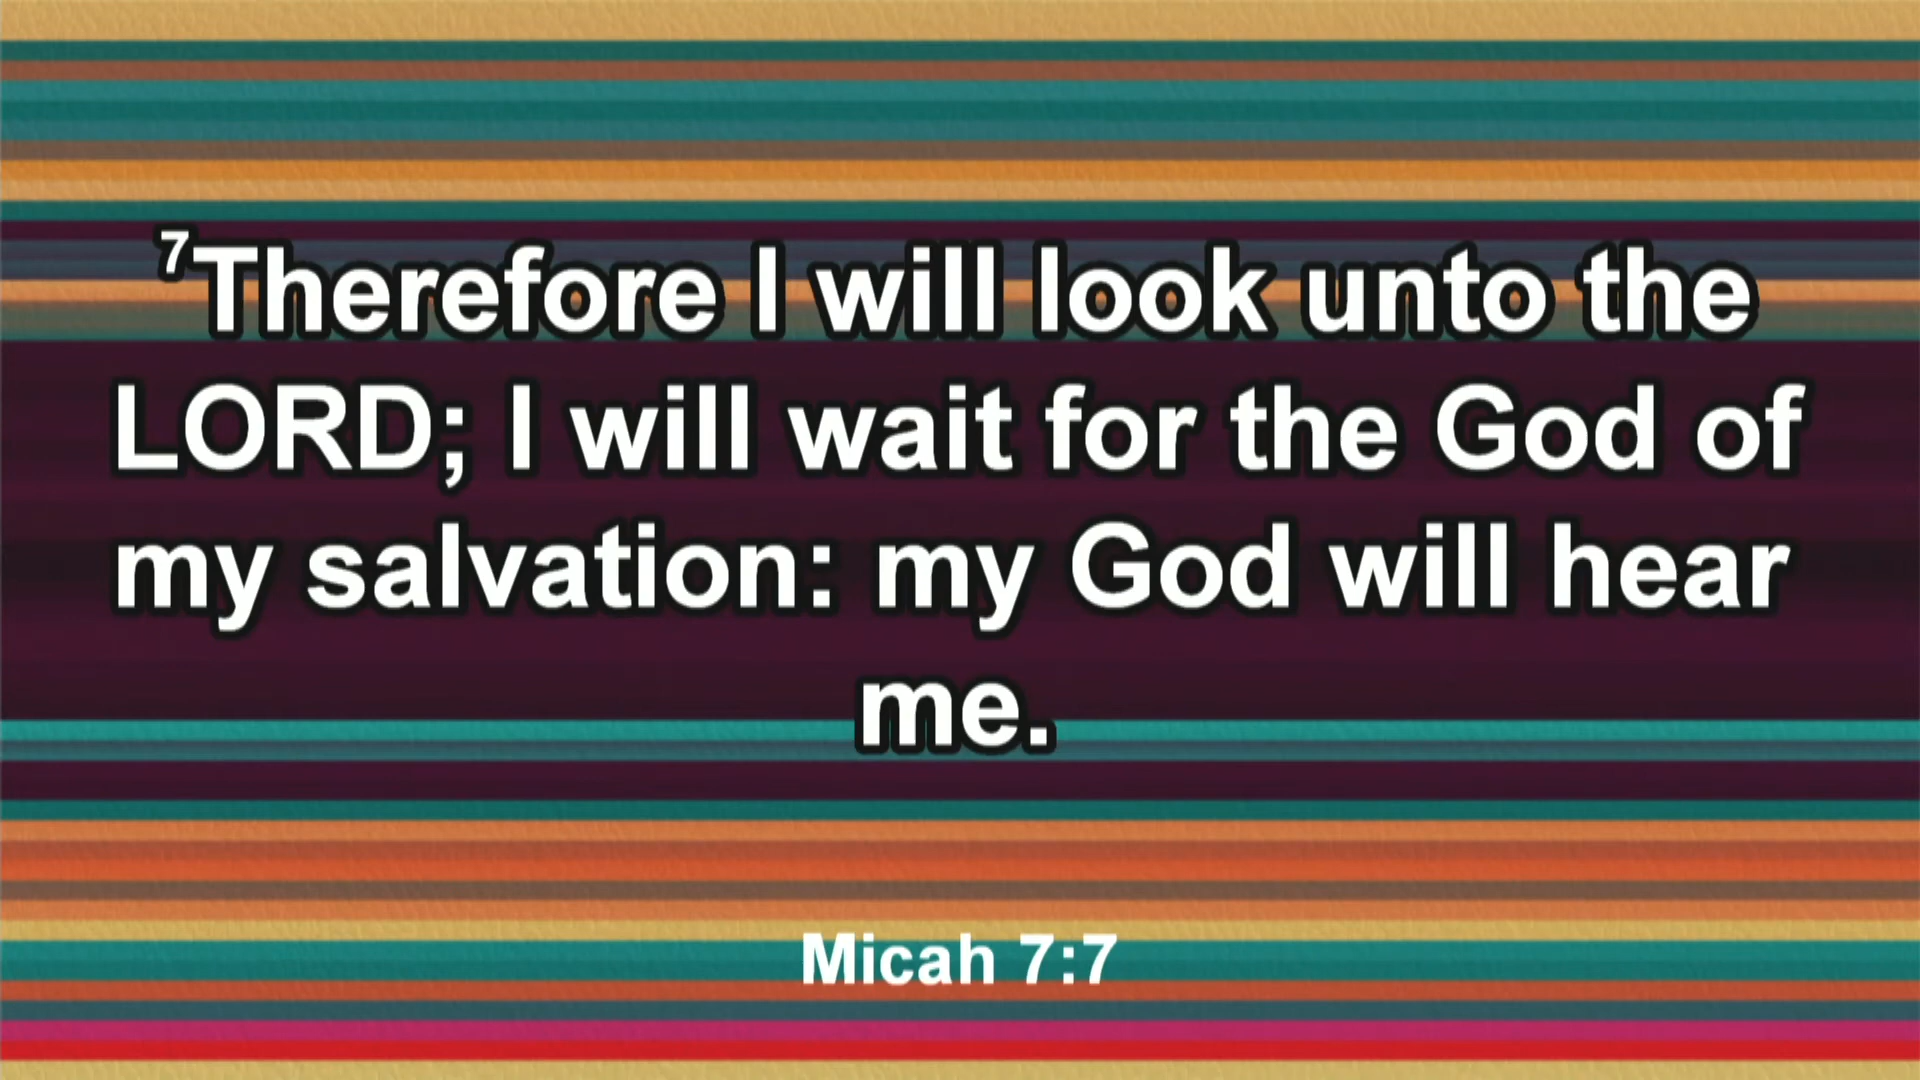 ⁷Therefore I will look unto the
LORD; I will wait for the God of
my salvation: my God will hear
me.
Micah 7:7